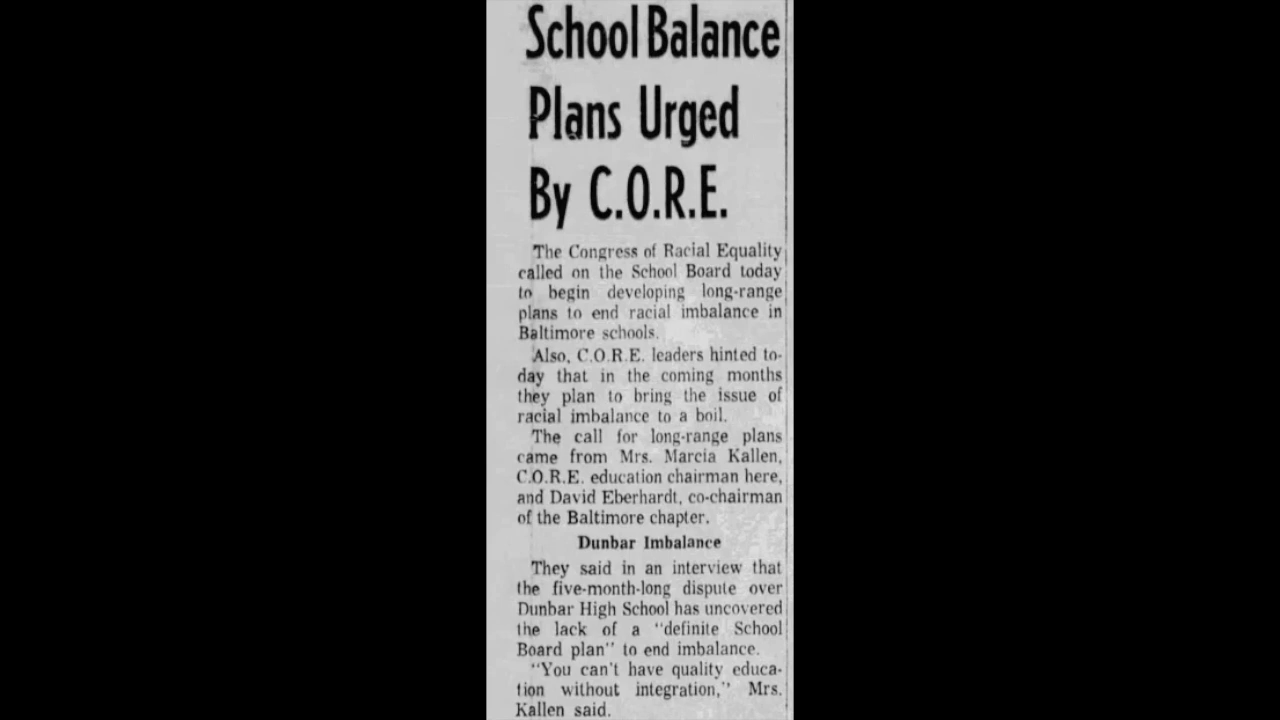 School Balance
Plans Urged
By C.O.R.E.
The Congress of Racial Equality
called on the School Board today
to begin developing long-range
plans to end racial imbalance in
Baltimore schools.
Also, C.O.R.E. leaders hinted to-
day that in the coming months
they plan to bring the issue of
racial imbalance to a boil.
The call for long-range plans
came from Mrs. Marcia Kallen,
C.O.R.E. education chairman here,
and David Eberhardt, co-chairman
of the Baltimore chapter.
Dunbar Imbalance
They said in an interview that
the five-month-long dispute over
Dunbar High School has uncovered
the lack of a "definite School
Board plan" to end imbalance.
"You can't have quality educa-
tion without integration," Mrs.
Kallen said.